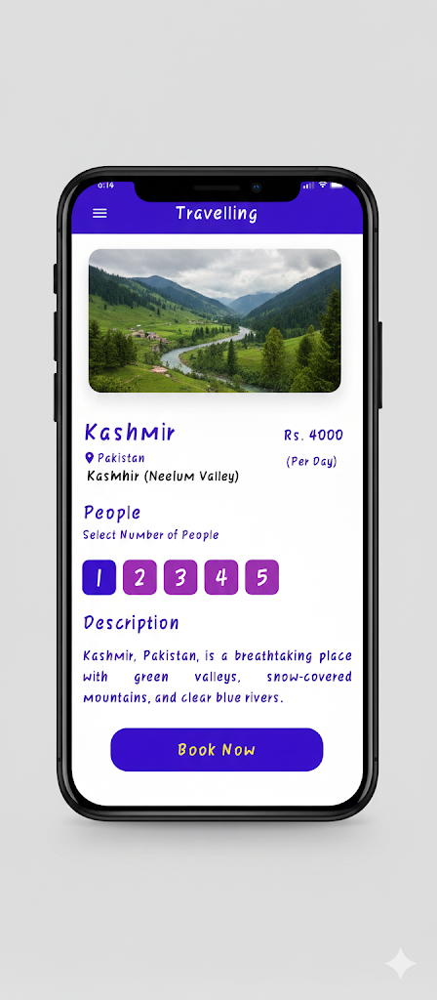 6:14
Travelling
Kashmir
Rs. 4000
Pakistan
(Per Day)
Kasmhir (Neelum Valley)
People
Select Number of People
1 2 3 4 5
Description
Kashmir, Pakistan, is a breathtaking place
with green valleys, snow-covered
mountains, and clear blue rivers.
Book Now